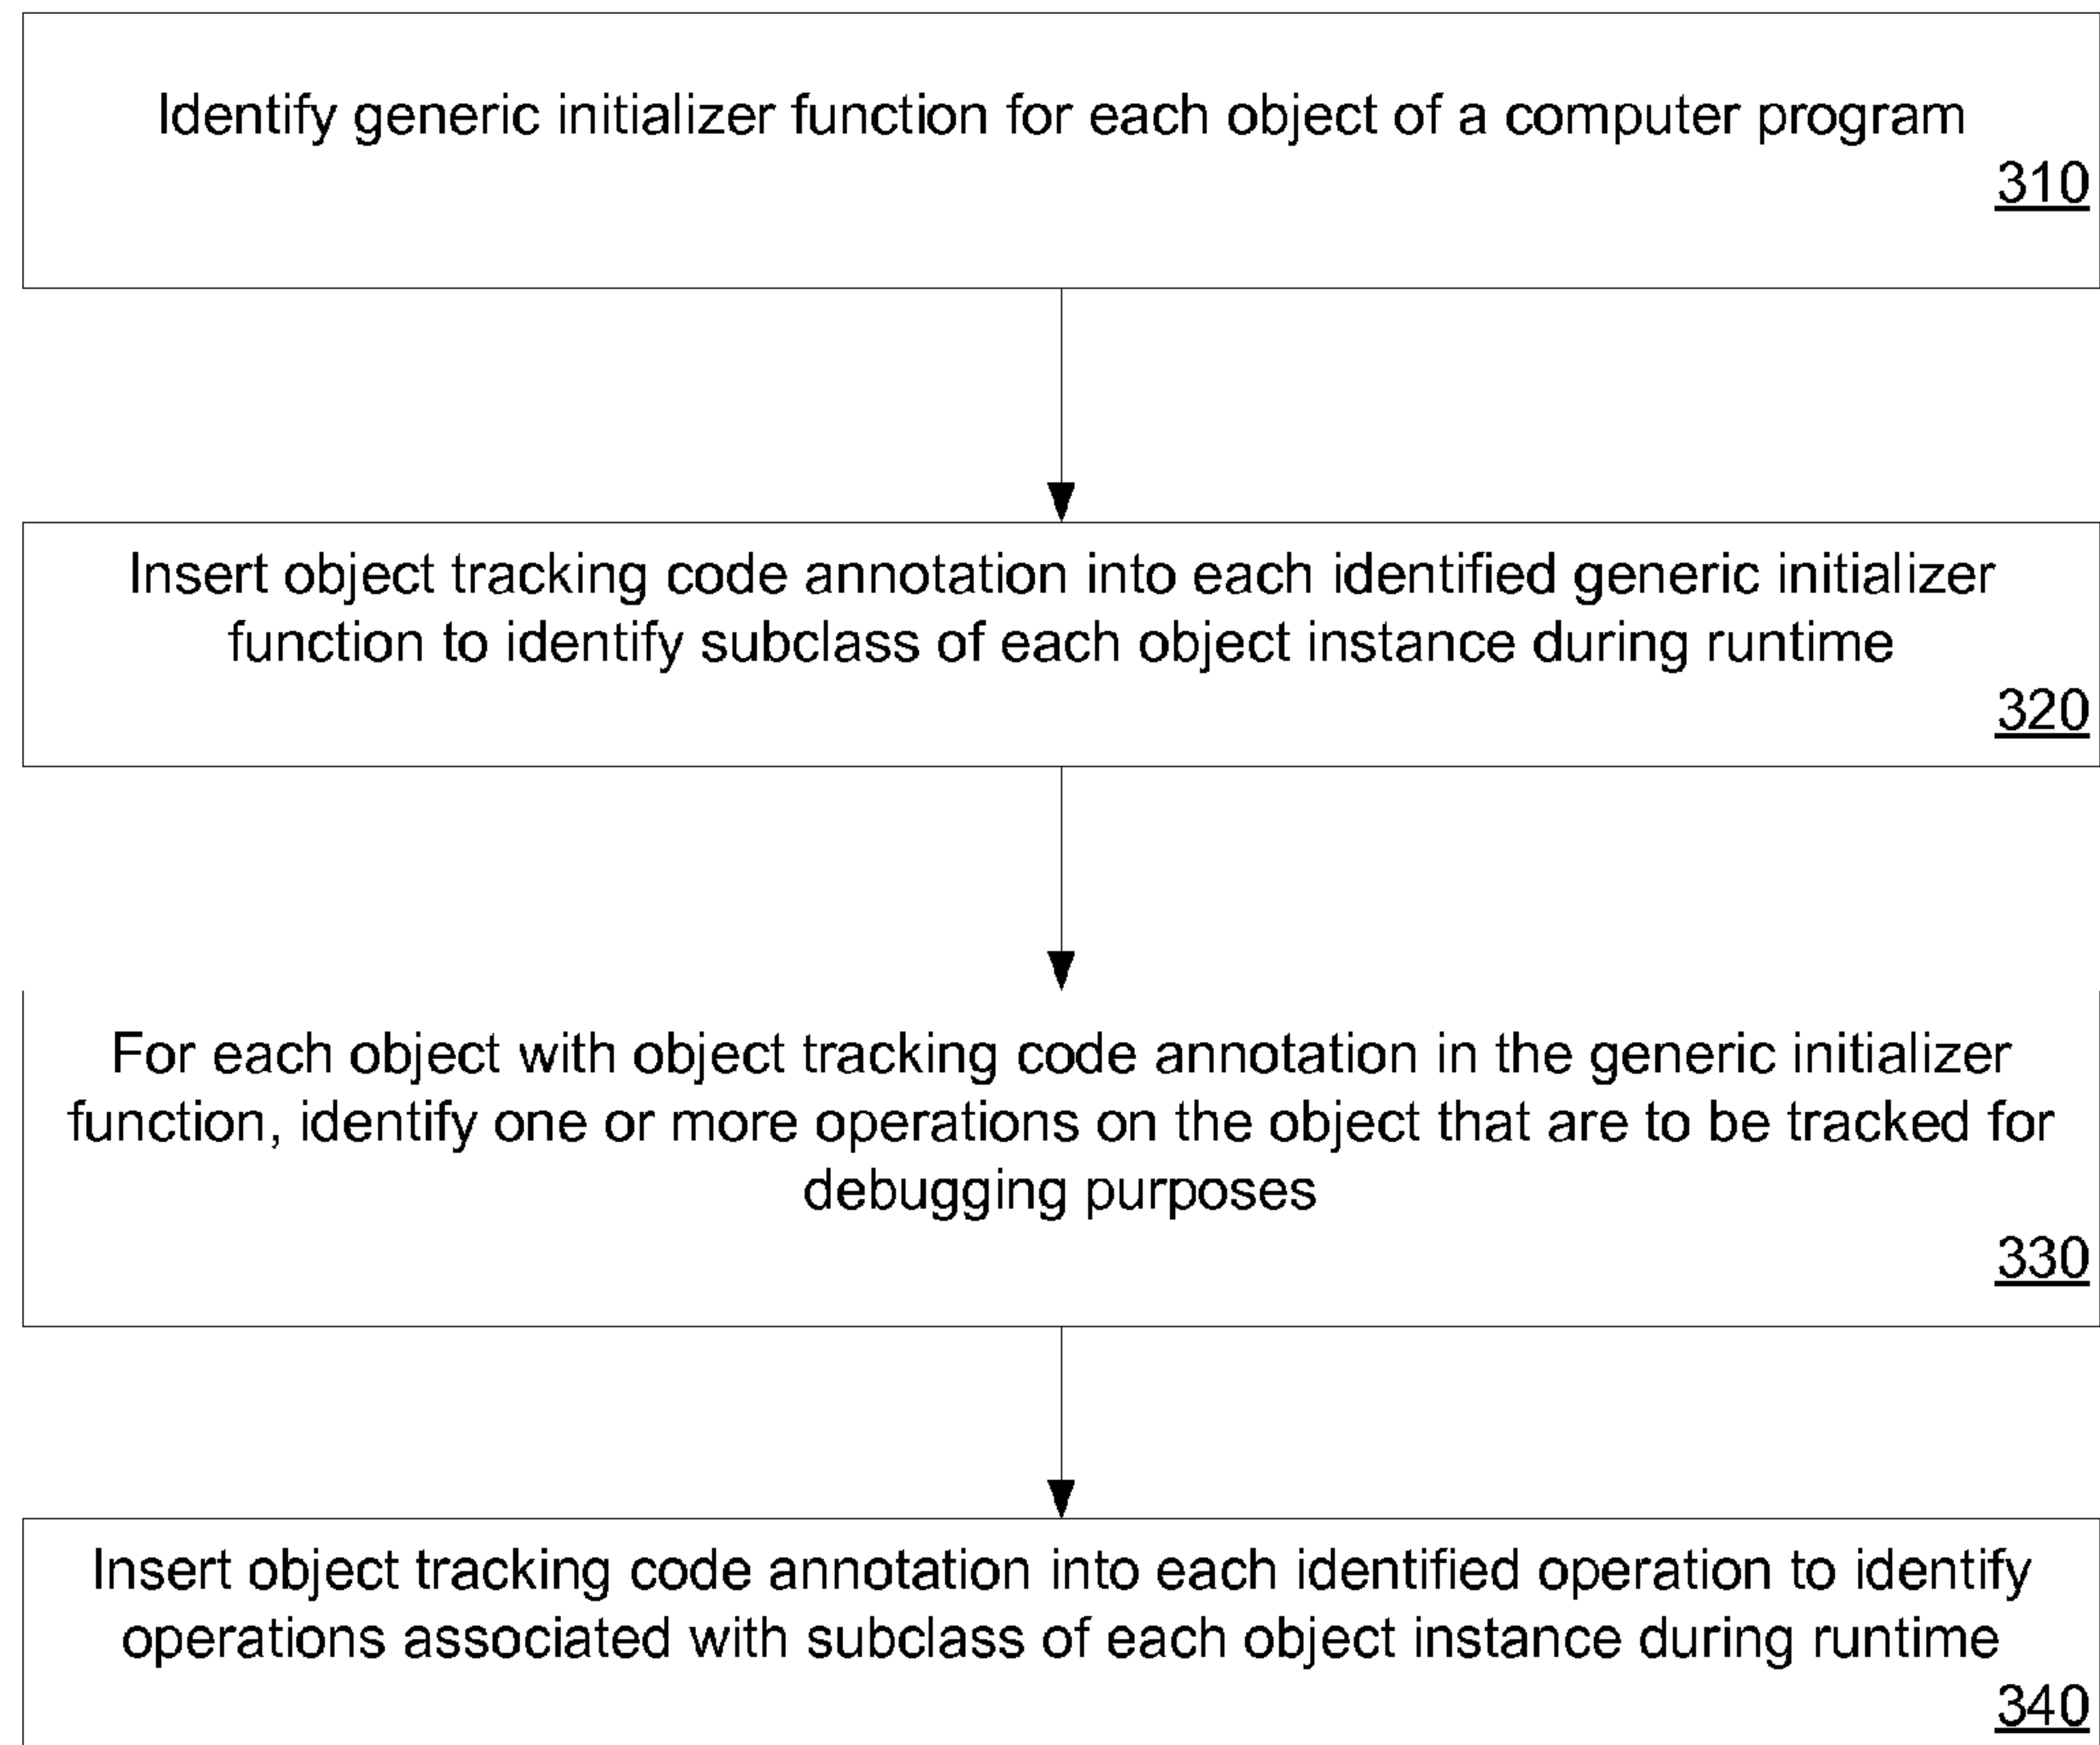 Identify generic initializer function for each object of a computer program
310
Insert object tracking code annotation into each identified generic initializer
function to identify subclass of each object instance during runtime
320
For each object with object tracking code annotation in the generic initializer
function, identify one or more operations on the object that are to be tracked for
debugging purposes
330
Insert object tracking code annotation into each identified operation to identify
operations associated with subclass of each object instance during runtime
340